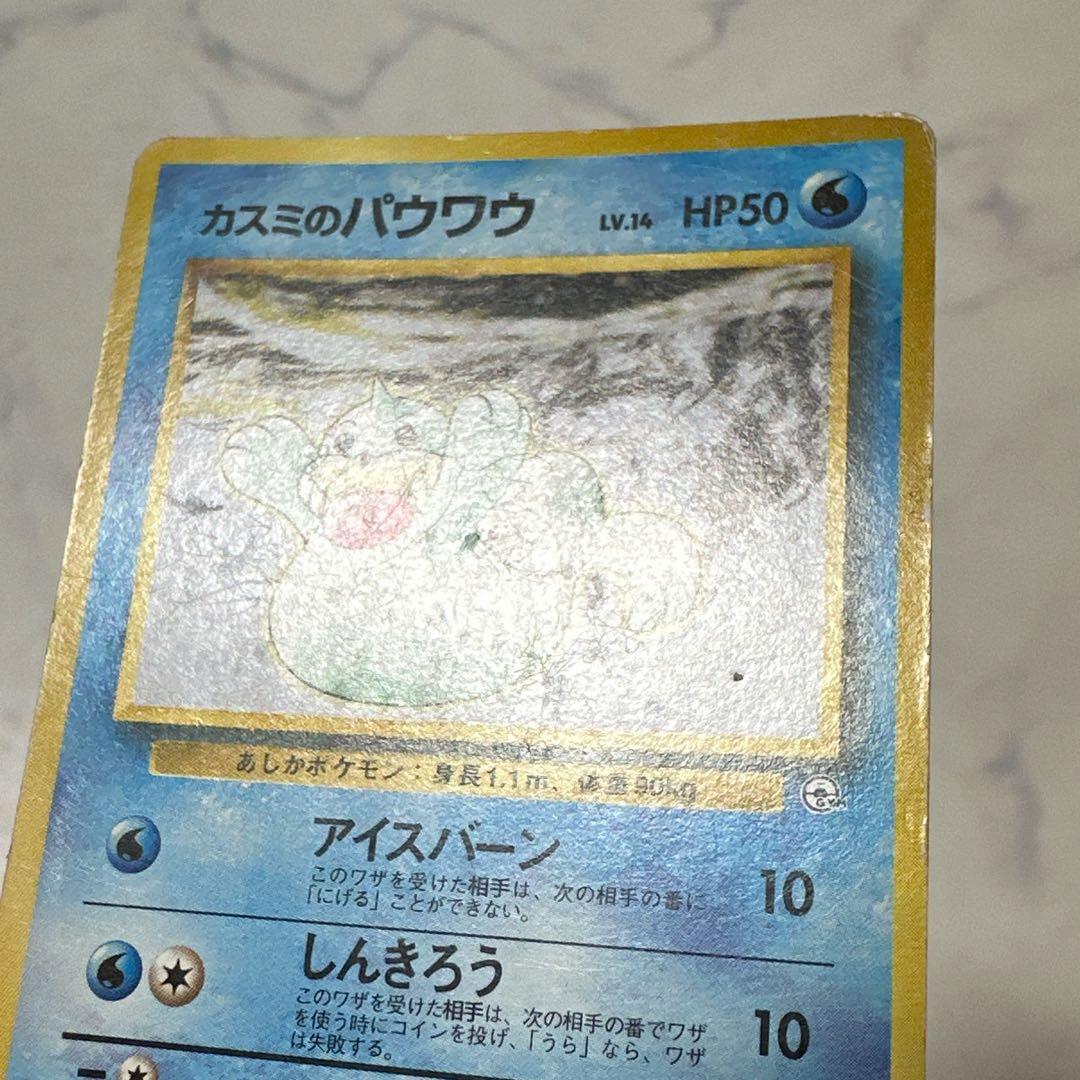 カスミのパウワウ LV.14 HP50
あしかポケモン：身長1.1m、体重90kg
GYM
アイスバーン 10
このワザを受けた相手は、次の相手の番に
「にげる」ことができない。
しんきろう 10
このワザを受けた相手は、次の相手の番でワザ
を使う時にコインを投げ、「うら」なら、ワザ
は失敗する。